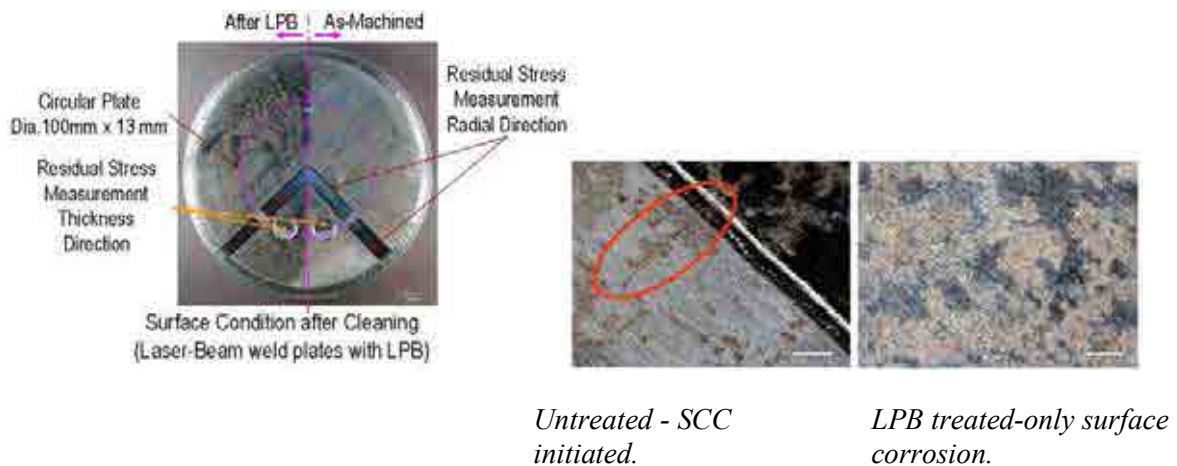 After LPB As-Machined
Circular Plate
Dia.100mm x 13 mm
Residual Stress
Measurement
Thickness
Direction
Residual Stress
Measurement
Radial Direction
Surface Condition after Cleaning
(Laser-Beam weld plates with LPB)
Untreated - SCC
initiated.
LPB treated-only surface
corrosion.